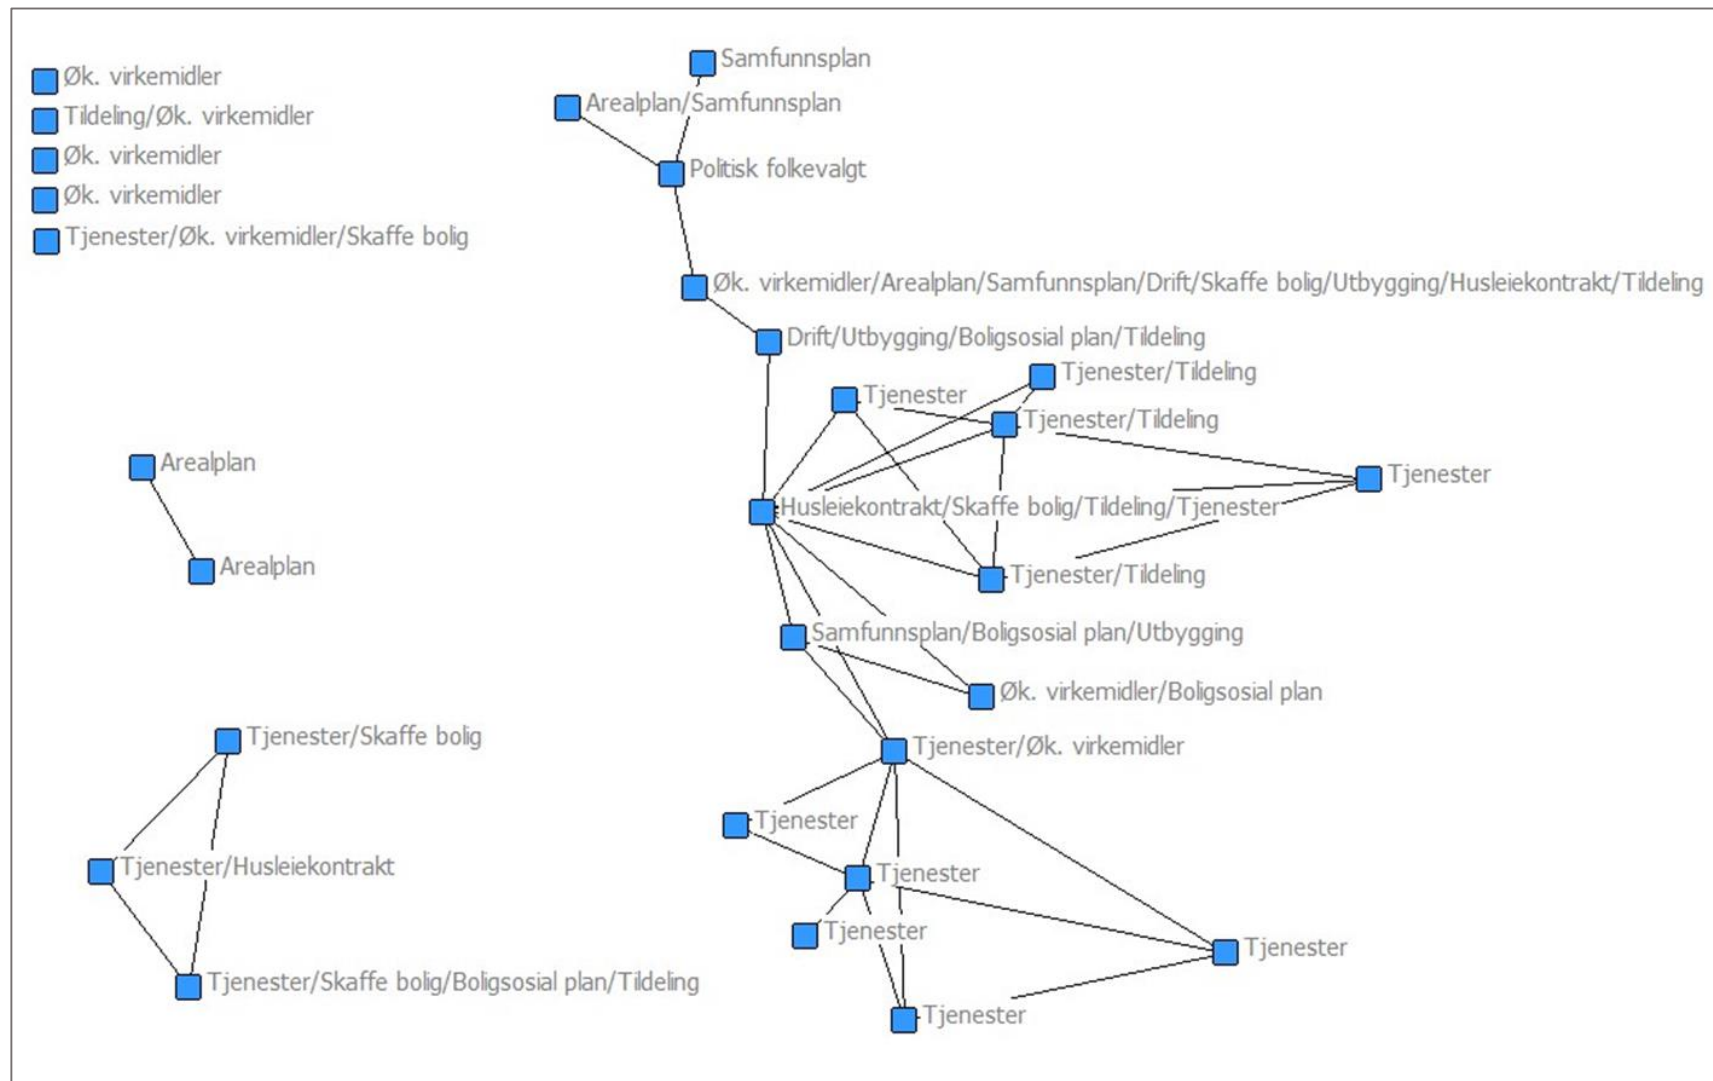 Samfunnsplan
Øk. virkemidler
Arealplan/Samfunnsplan
Tildeling/Øk. virkemidler
Øk. virkemidler
Politisk folkevalgt
Øk. virkemidler
Tjenester/Øk. virkemidler/Skaffe bolig
Øk. virkemidler/Arealplan/Samfunnsplan/Drift/Skaffe bolig/Utbygging/Husleiekontrakt/Tildeling
Drift/Utbygging/Boligsosial plan/Tildeling
Tjenester/Tildeling
Tjenester
Tjenester/Tildeling
Arealplan
Tjenester
Husleiekontrakt/Skaffe bolig/Tildeling/Tjenester
Arealplan
Tjenester/Tildeling
Samfunnsplan/Boligsosial plan/Utbygging
Øk. virkemidler/Boligsosial plan
Tjenester/Skaffe bolig
Tjenester/Øk. virkemidler
Tjenester
Tjenester/Husleiekontrakt
Tjenester
Tjenester
Tjenester
Tjenester/Skaffe bolig/Boligsosial plan/Tildeling
Tjenester